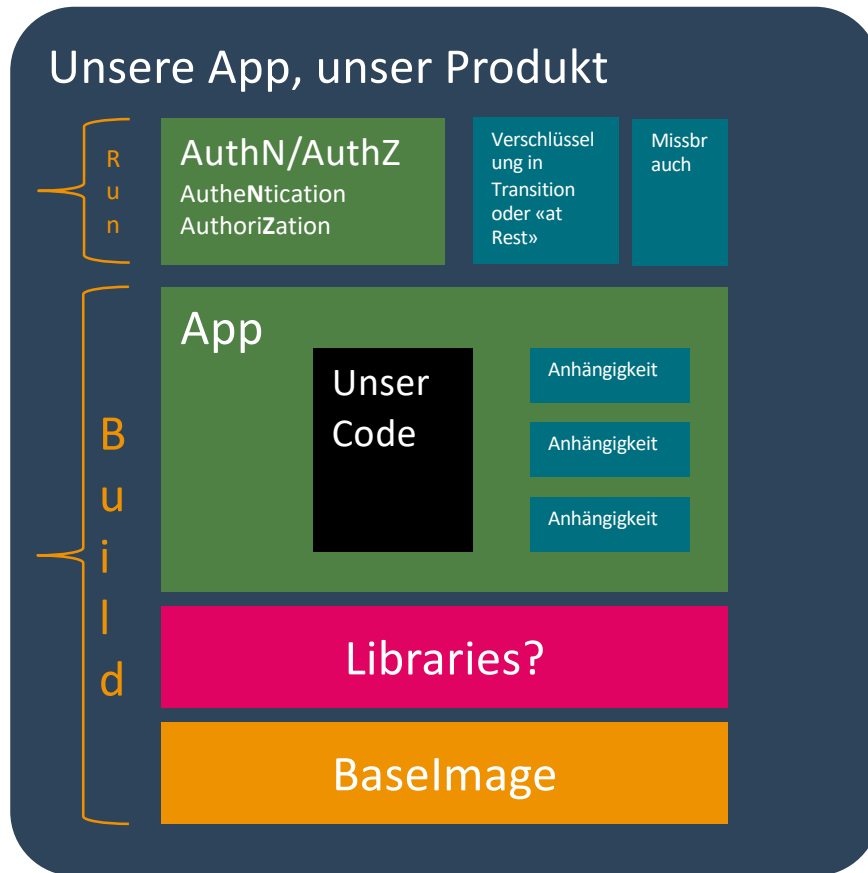 Unsere App, unser Produkt
R
u
n
AuthN/AuthZ
AutheNtication
AuthoriZation
Verschlüssel
ung in
Transition
oder «at
Rest»
Missbr
auch
B
u
i
l
d
App
Unser
Code
Anhängigkeit
Anhängigkeit
Anhängigkeit
Libraries?
BaseImage